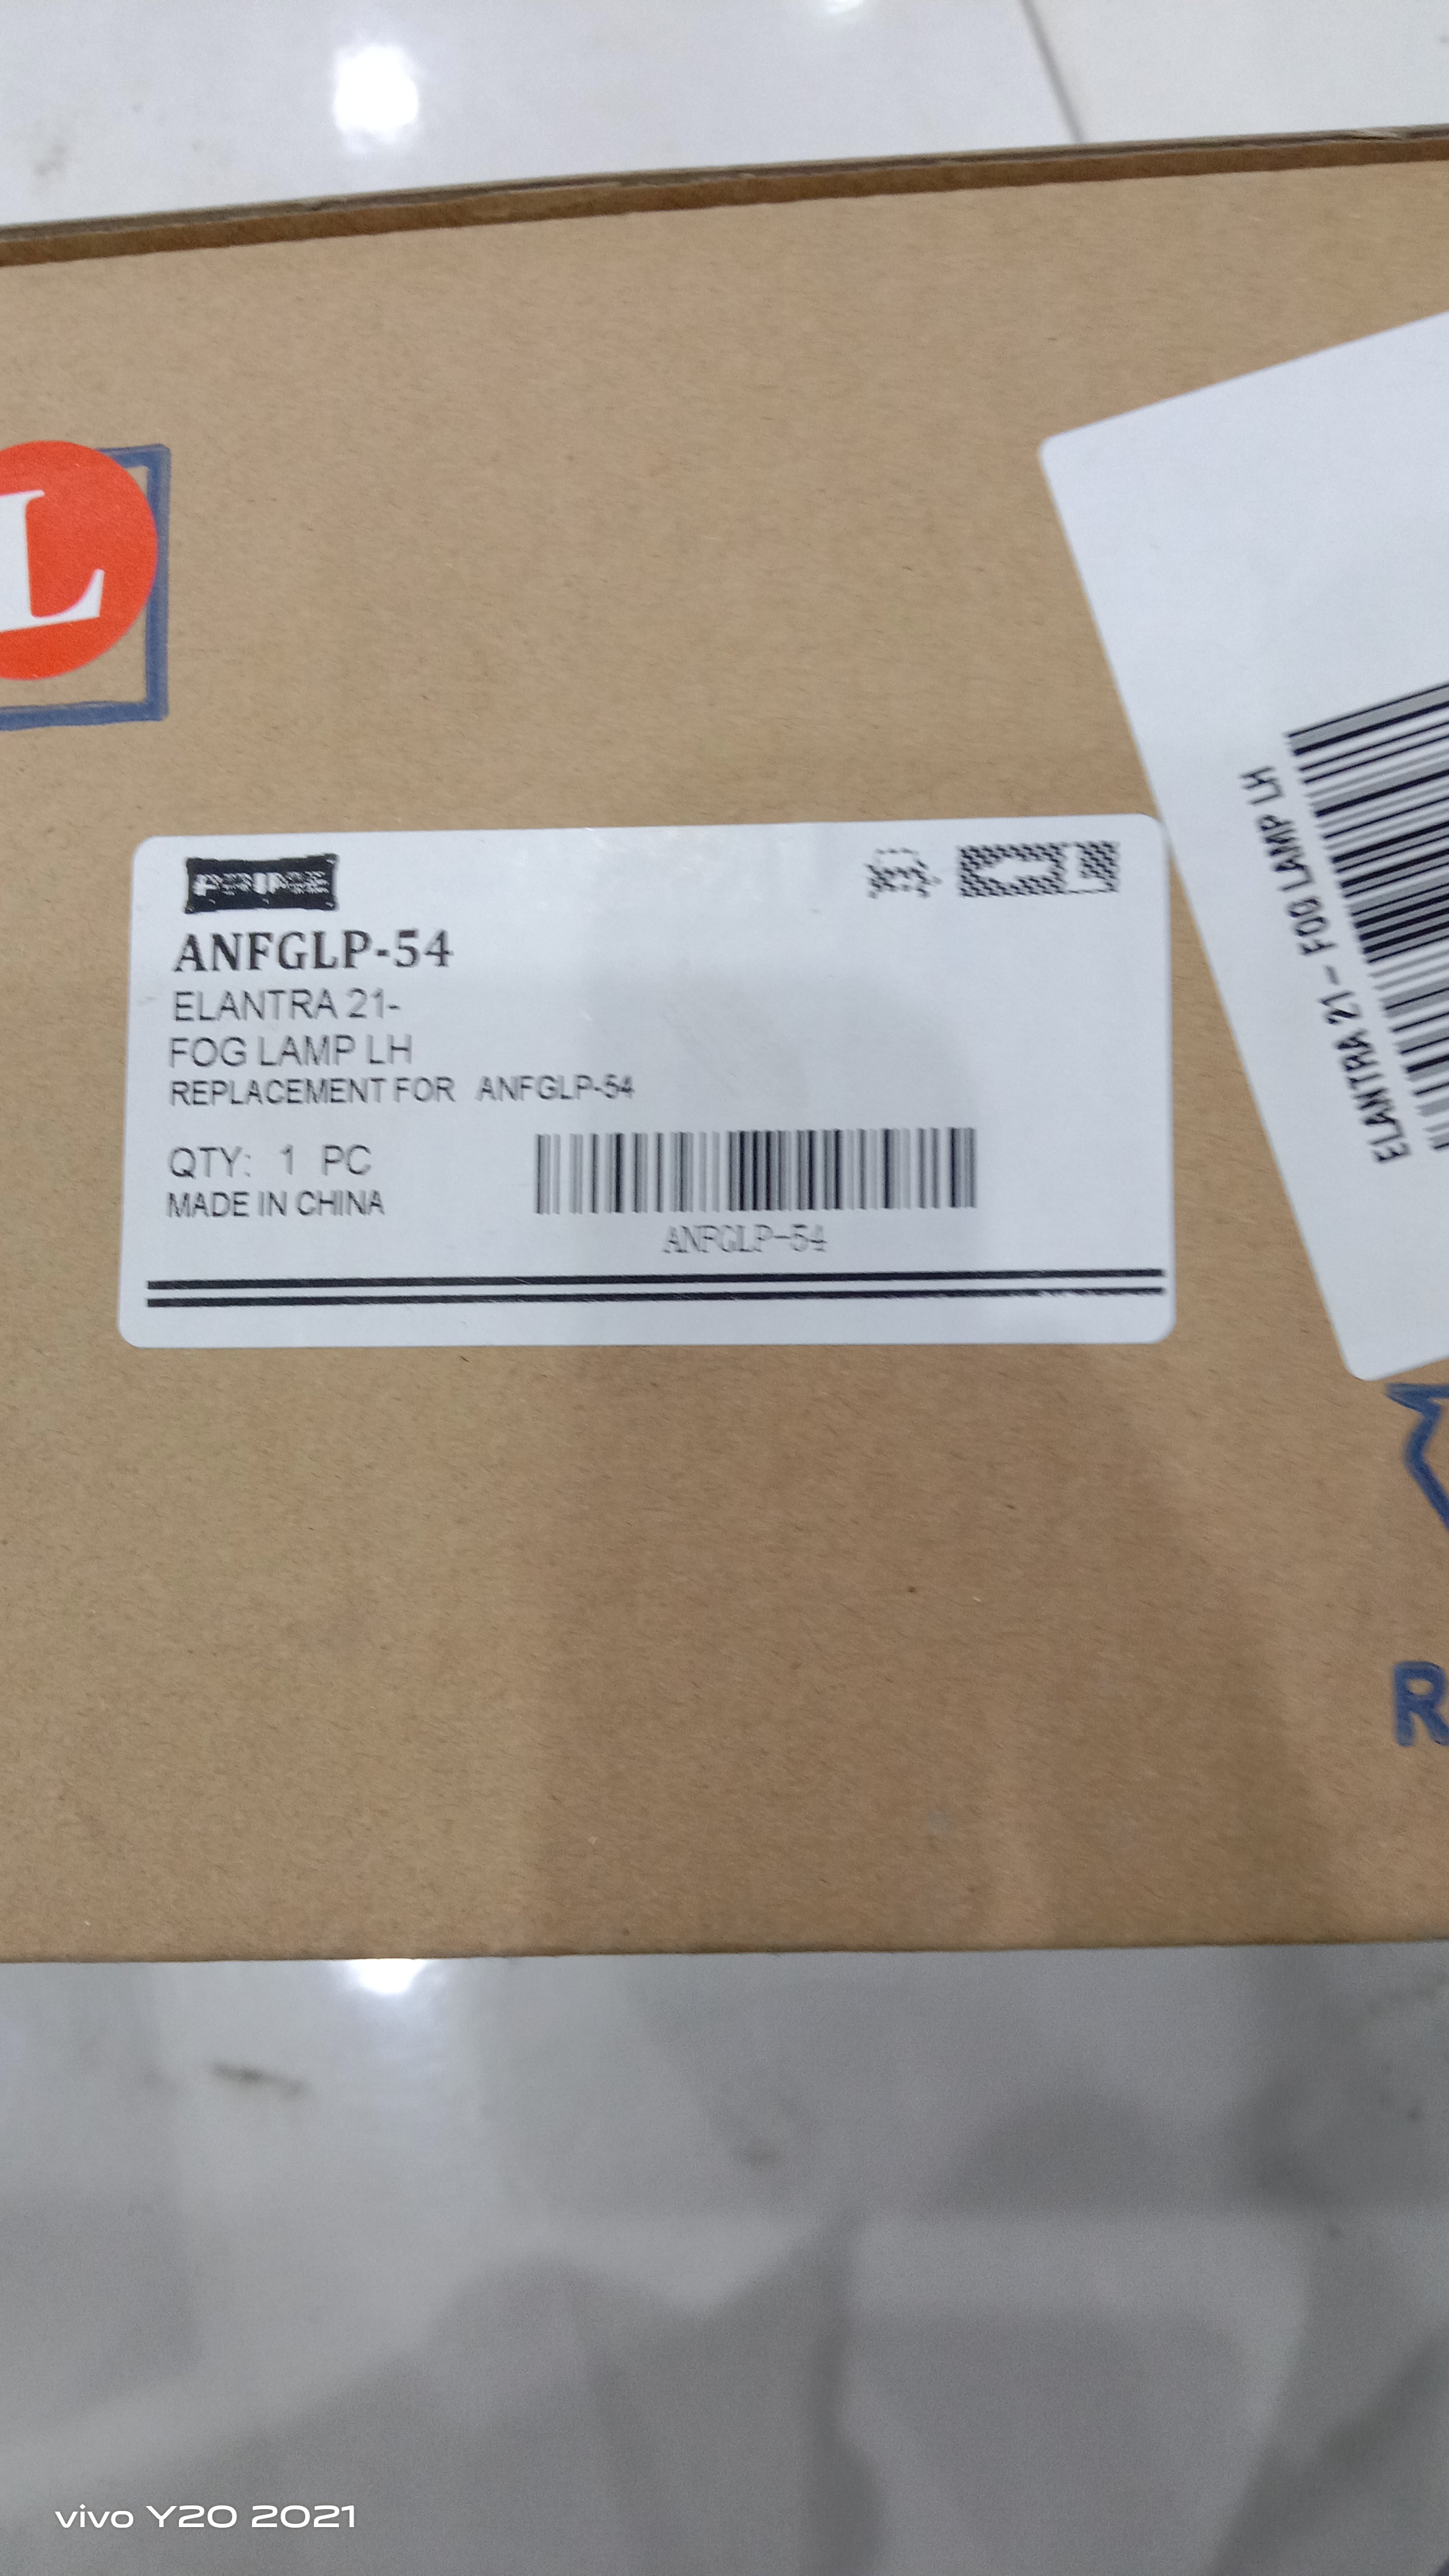 L
ANFGLP-54
ELANTRA 21-
FOG LAMP LH
REPLACEMENT FOR ANFGLP-54
QTY: 1 PC
MADE IN CHINA
ANFGLP-54
ELANTRA 21- FOG LAMP LH
R
vivo Y20 2021